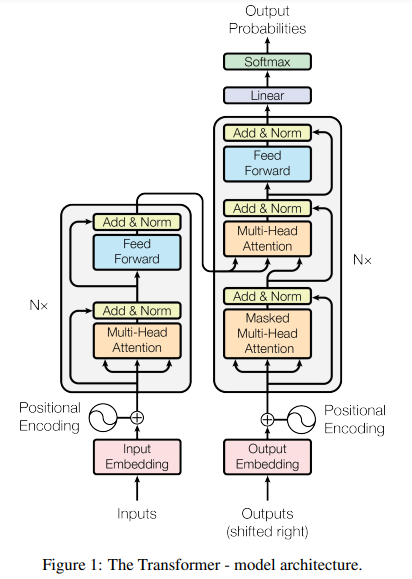 Output
Probabilities
Softmax
Linear
Add & Norm
Feed
Forward
Add & Norm
Multi-Head
Attention
Add & Norm
Masked
Multi-Head
Attention
N×
Add & Norm
Feed
Forward
Add & Norm
Multi-Head
Attention
N×
Positional
Encoding
Positional
Encoding
Input
Embedding
Output
Embedding
Inputs
Outputs
(shifted right)
Figure 1: The Transformer - model architecture.